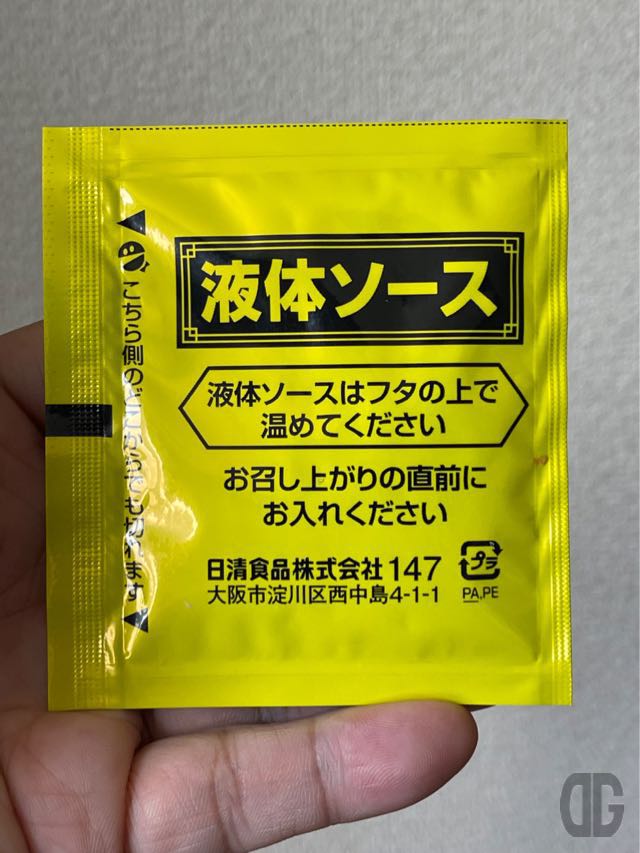 液体ソース
液体ソースはフタの上で
温めてください
お召し上がりの直前に
お入れください
日清食品株式会社 147
大阪市淀川区西中島4-1-1
プラ
PA,PE
こちら側のどこからでも切れます
DG